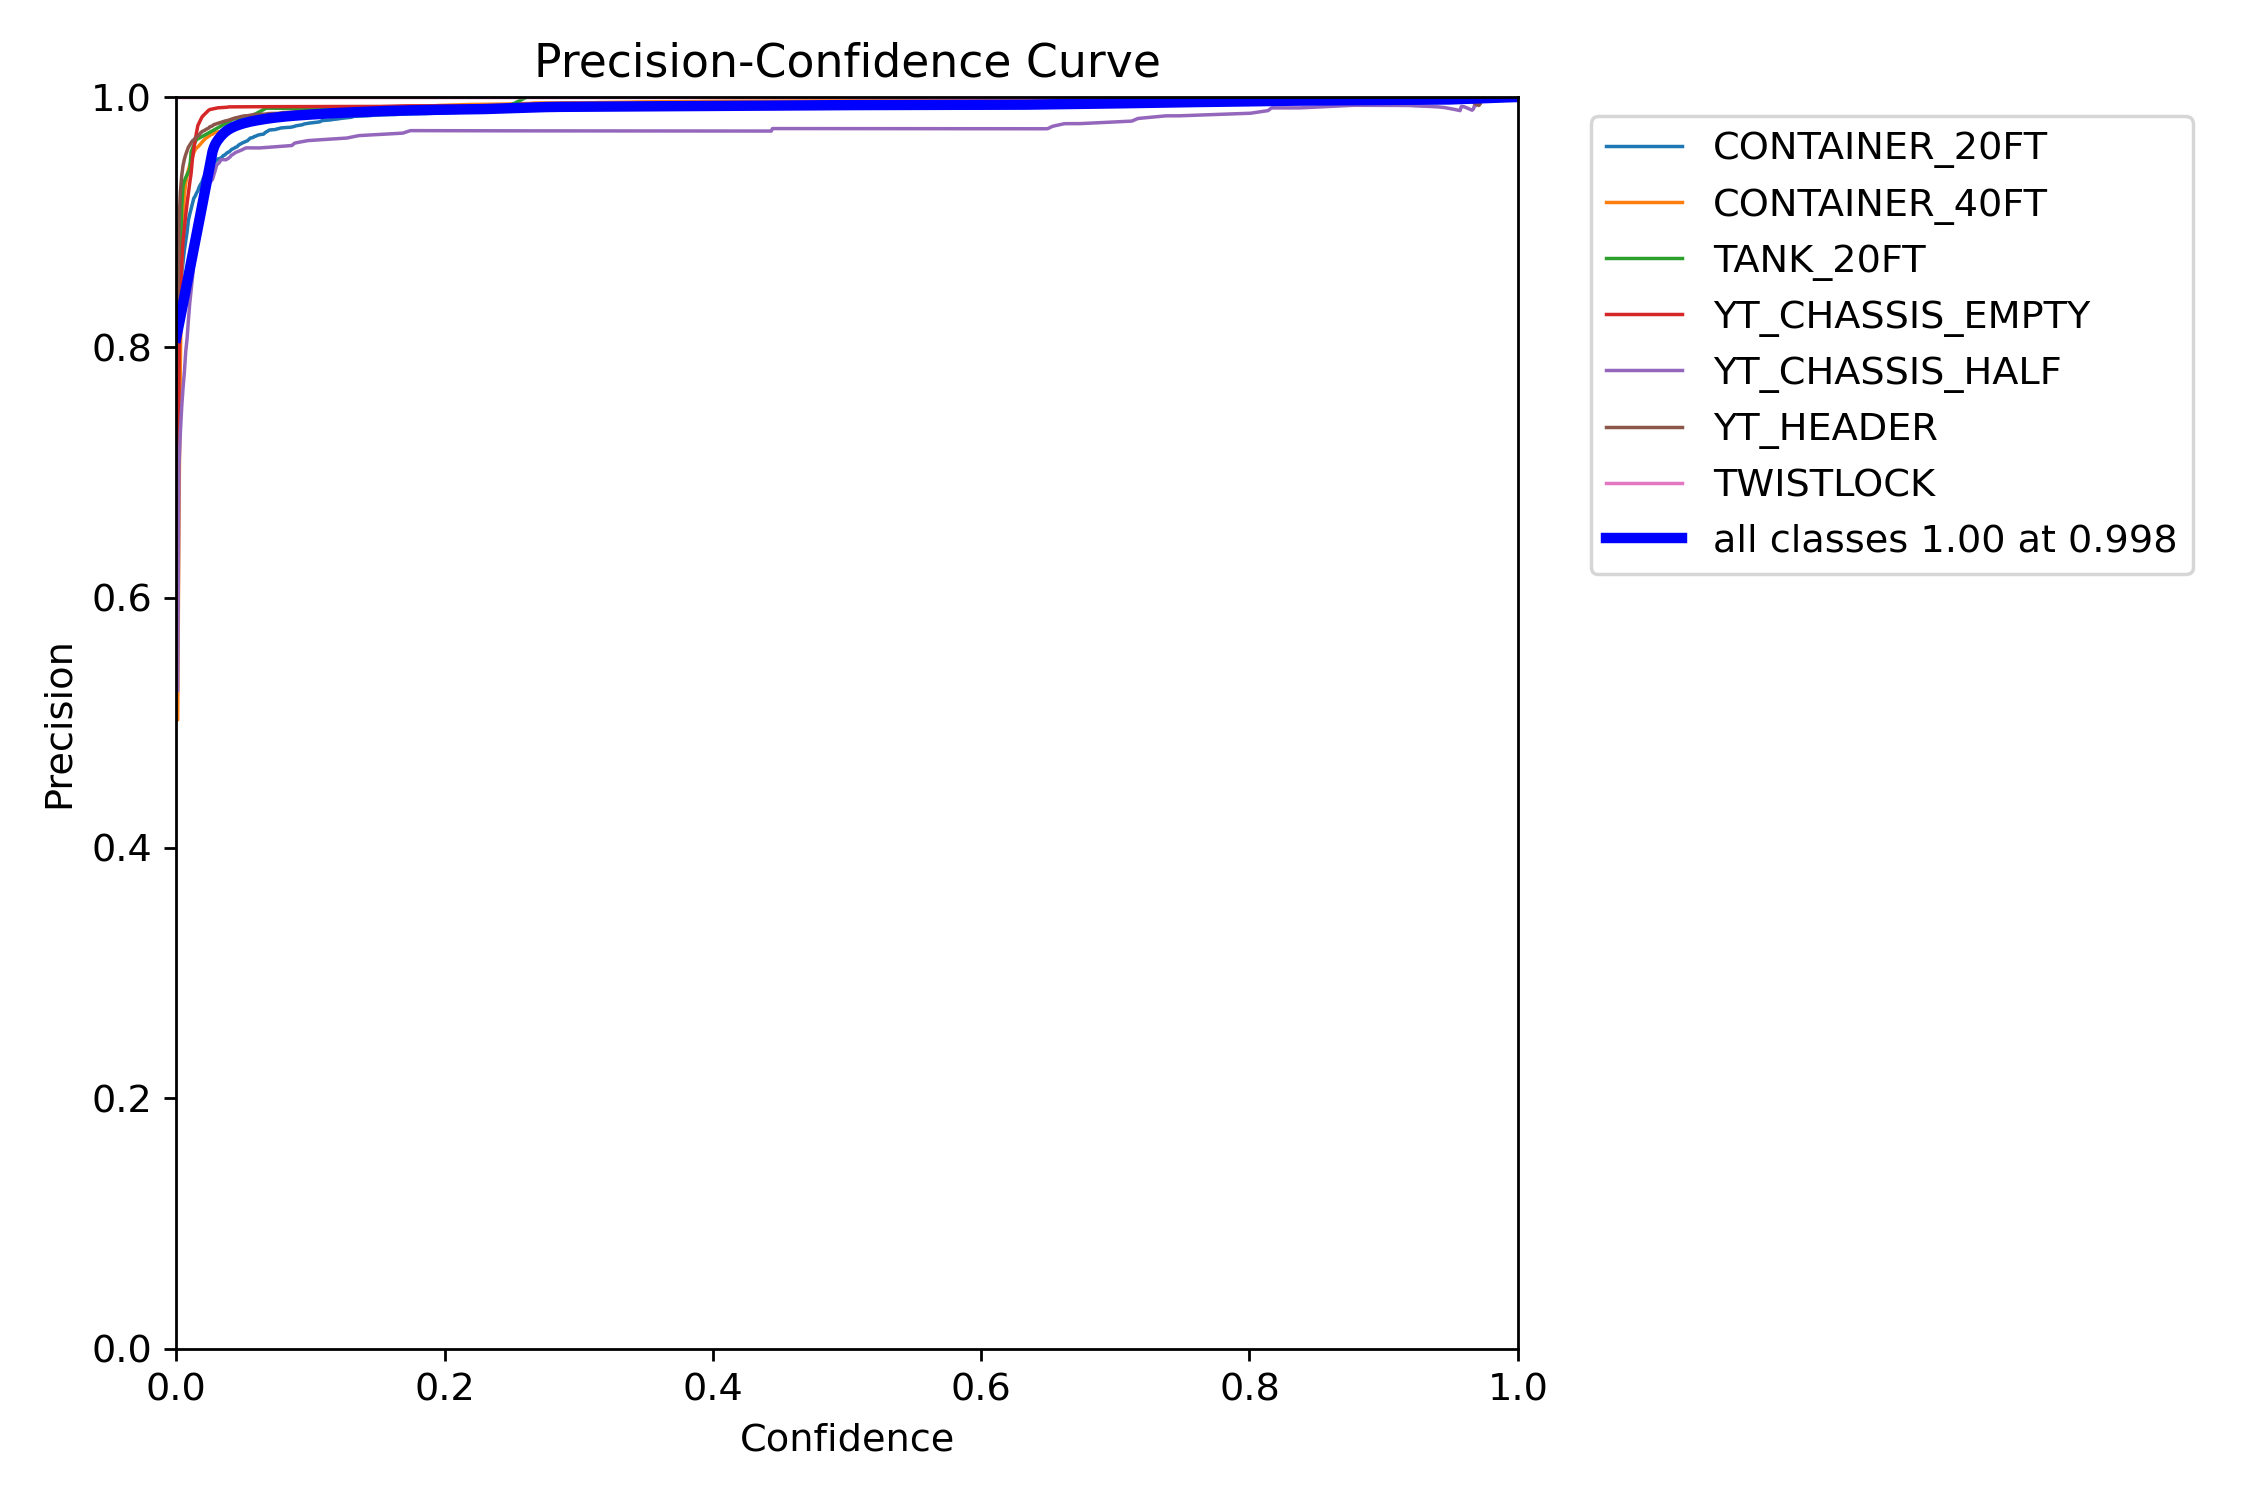 Precision-Confidence Curve
1.0
0.8
0.6
0.4
0.2
0.0
Precision
0.0 0.2 0.4 0.6 0.8 1.0
Confidence
CONTAINER_20FT
CONTAINER_40FT
TANK_20FT
YT_CHASSIS_EMPTY
YT_CHASSIS_HALF
YT_HEADER
TWISTLOCK
all classes 1.00 at 0.998